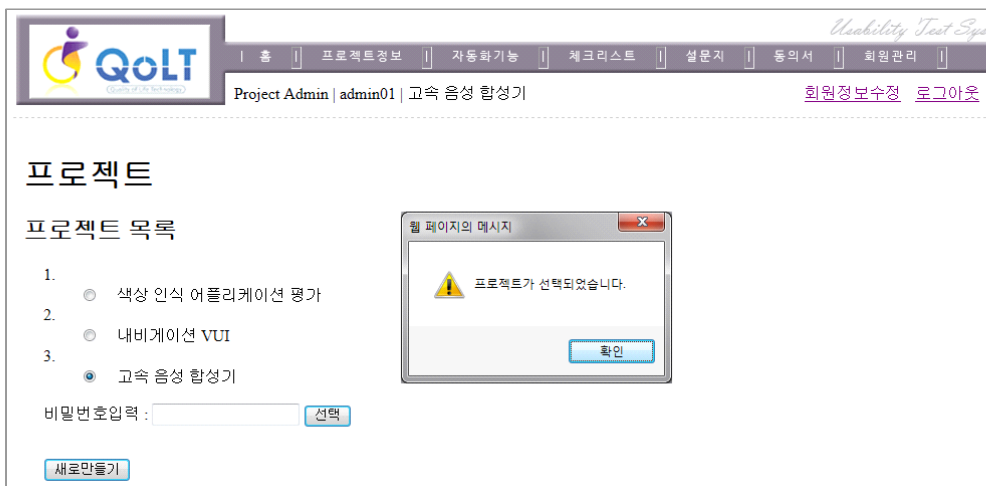 Usability Test Sys
QoLT
(Quality of Life Technology)
| 홈 || 프로젝트정보 || 자동화기능 || 체크리스트 || 설문지 || 동의서 || 회원관리 ||
Project Admin | admin01 | 고속 음성 합성기
회원정보수정 로그아웃
프로젝트
프로젝트 목록
1.
색상 인식 어플리케이션 평가
2.
내비게이션 VUI
3.
고속 음성 합성기
비밀번호입력 : 선택
새로만들기
웹 페이지의 메시지
프로젝트가 선택되었습니다.
확인